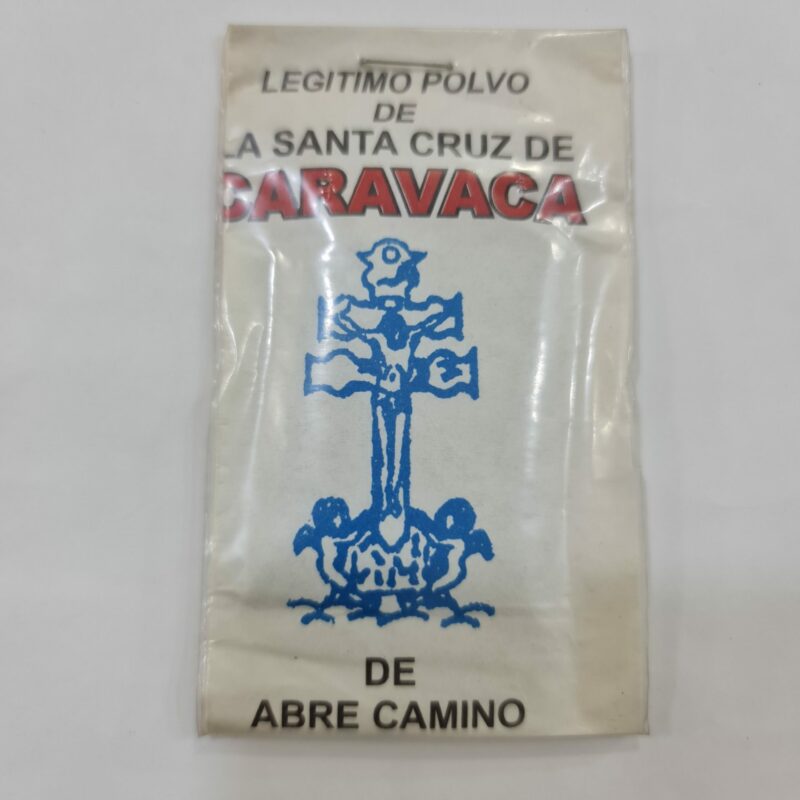 LEGITIMO POLVO
DE
LA SANTA CRUZ DE
CARAVACA
DE
ABRE CAMINO